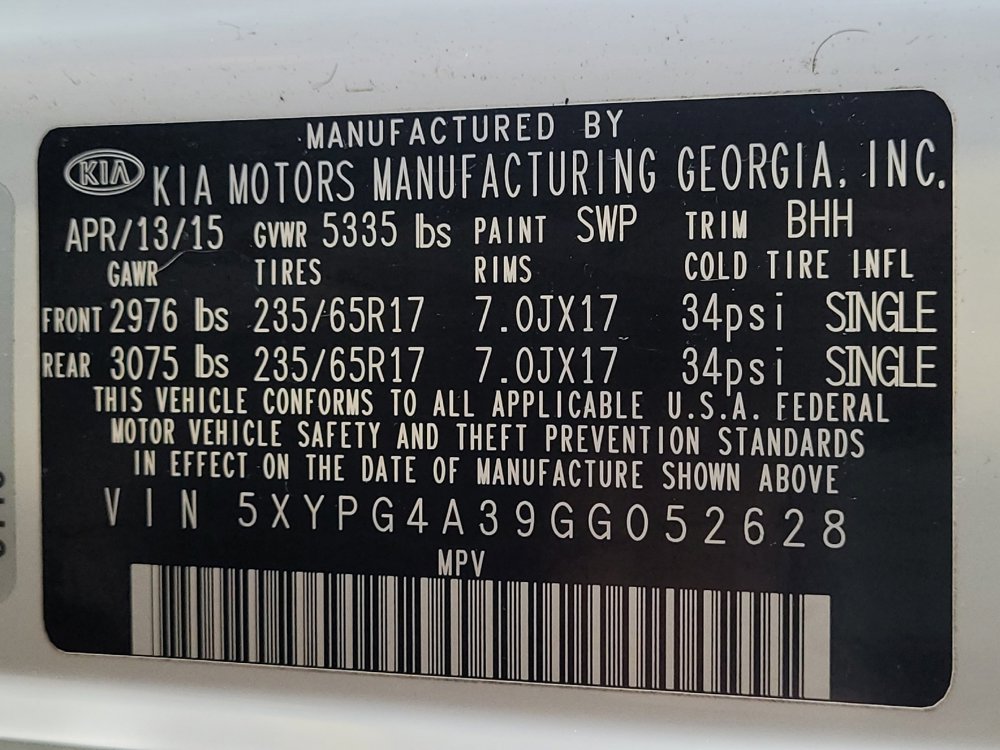 MANUFACTURED BY
KIA KIA MOTORS MANUFACTURING GEORGIA, INC.
APR/13/15 GVWR 5335 lbs PAINT SWP TRIM BHH
GAWR TIRES RIMS COLD TIRE INFL
FRONT 2976 lbs 235/65R17 7.0JX17 34psi SINGLE
REAR 3075 lbs 235/65R17 7.0JX17 34psi SINGLE
THIS VEHICLE CONFORMS TO ALL APPLICABLE U.S.A. FEDERAL
MOTOR VEHICLE SAFETY AND THEFT PREVENTION STANDARDS
IN EFFECT ON THE DATE OF MANUFACTURE SHOWN ABOVE
VIN 5XYPG4A39GG052628
MPV